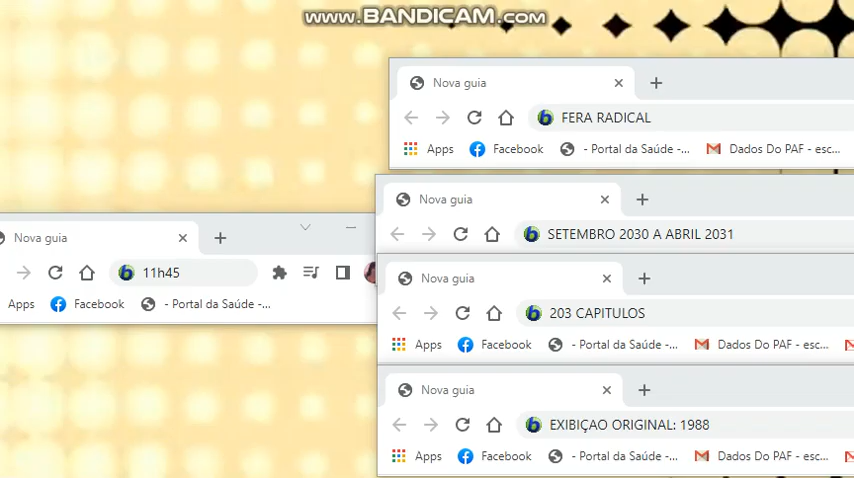 www.BANDICAM.com
Nova guia
FERA RADICAL
Apps Facebook - Portal da Saúde -... Dados Do PAF - esc...
Nova guia
SETEMBRO 2030 A ABRIL 2031
Nova guia
11h45
Apps Facebook - Portal da Saúde -...
Nova guia
203 CAPITULOS
Apps Facebook - Portal da Saúde -... Dados Do PAF - esc...
Nova guia
EXIBIÇAO ORIGINAL: 1988
Apps Facebook - Portal da Saúde -... Dados Do PAF - esc...